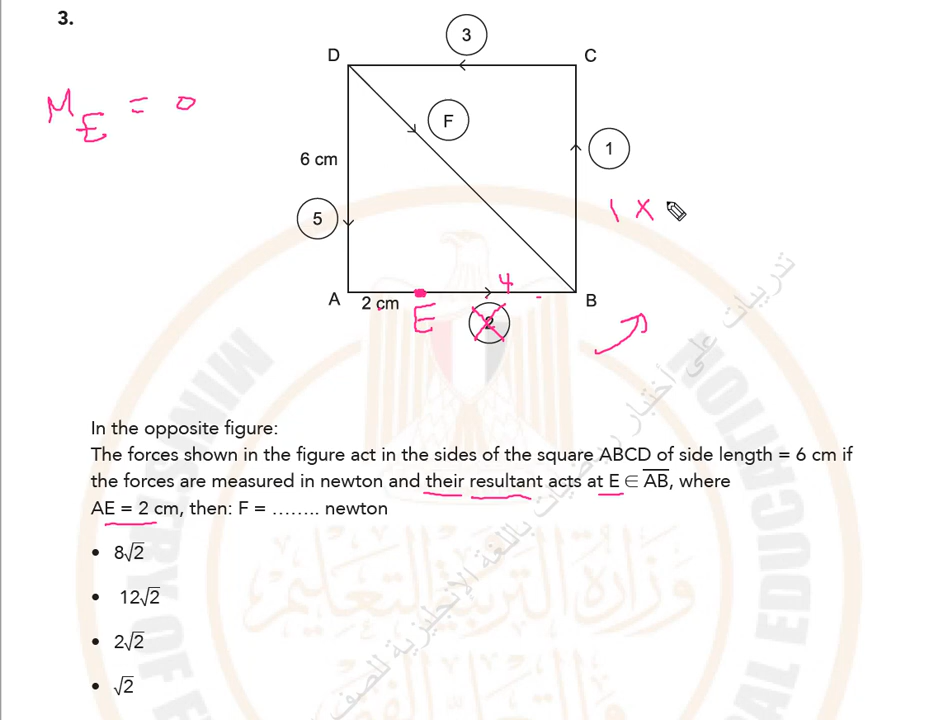 3.
3
D
C
M_E = 0
F
6 cm
1
5
1 ×
4
A
2 cm
B
E
2
In the opposite figure:
The forces shown in the figure act in the sides of the square ABCD of side length = 6 cm if
the forces are measured in newton and their resultant acts at E ∈ AB, where
AE = 2 cm, then: F = ........ newton
• 8√2
• 12√2
• 2√2
• √2